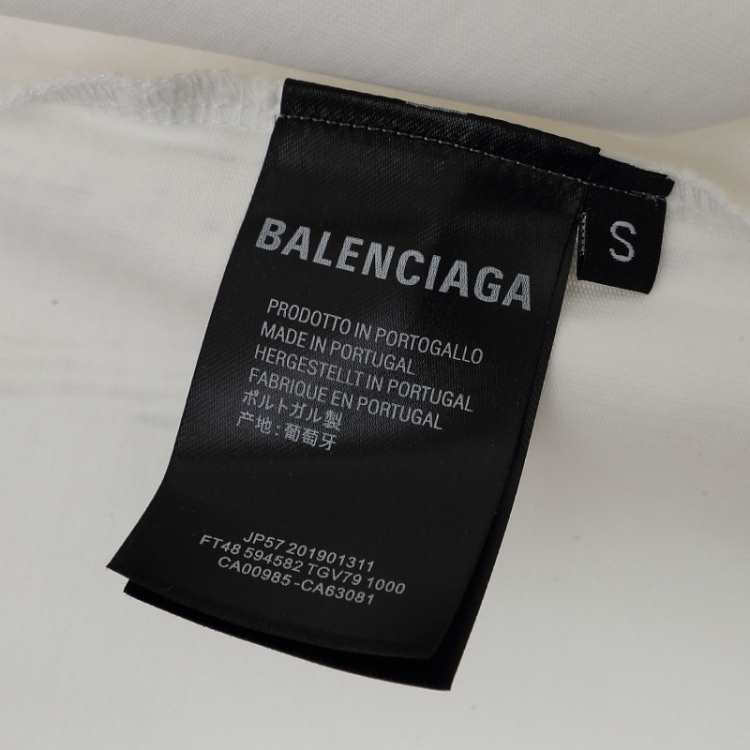 BALENCIAGA
S
PRODOTTO IN PORTOGALLO
MADE IN PORTUGAL
HERGESTELLT IN PORTUGAL
FABRIQUE EN PORTUGAL
ポルトガル製
产地:葡萄牙
JP57 201901311
FT48 594582 TGV79 1000
CA00985-CA63081